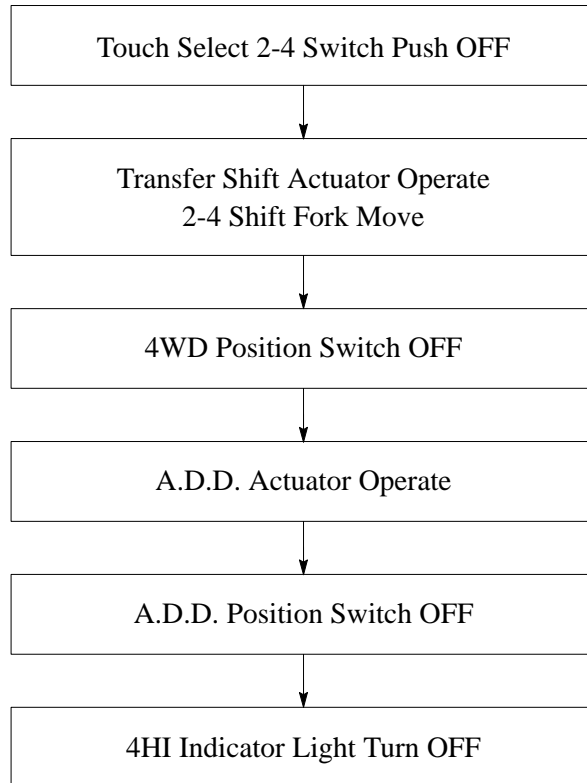 Touch Select 2-4 Switch Push OFF
Transfer Shift Actuator Operate
2-4 Shift Fork Move
4WD Position Switch OFF
A.D.D. Actuator Operate
A.D.D. Position Switch OFF
4HI Indicator Light Turn OFF